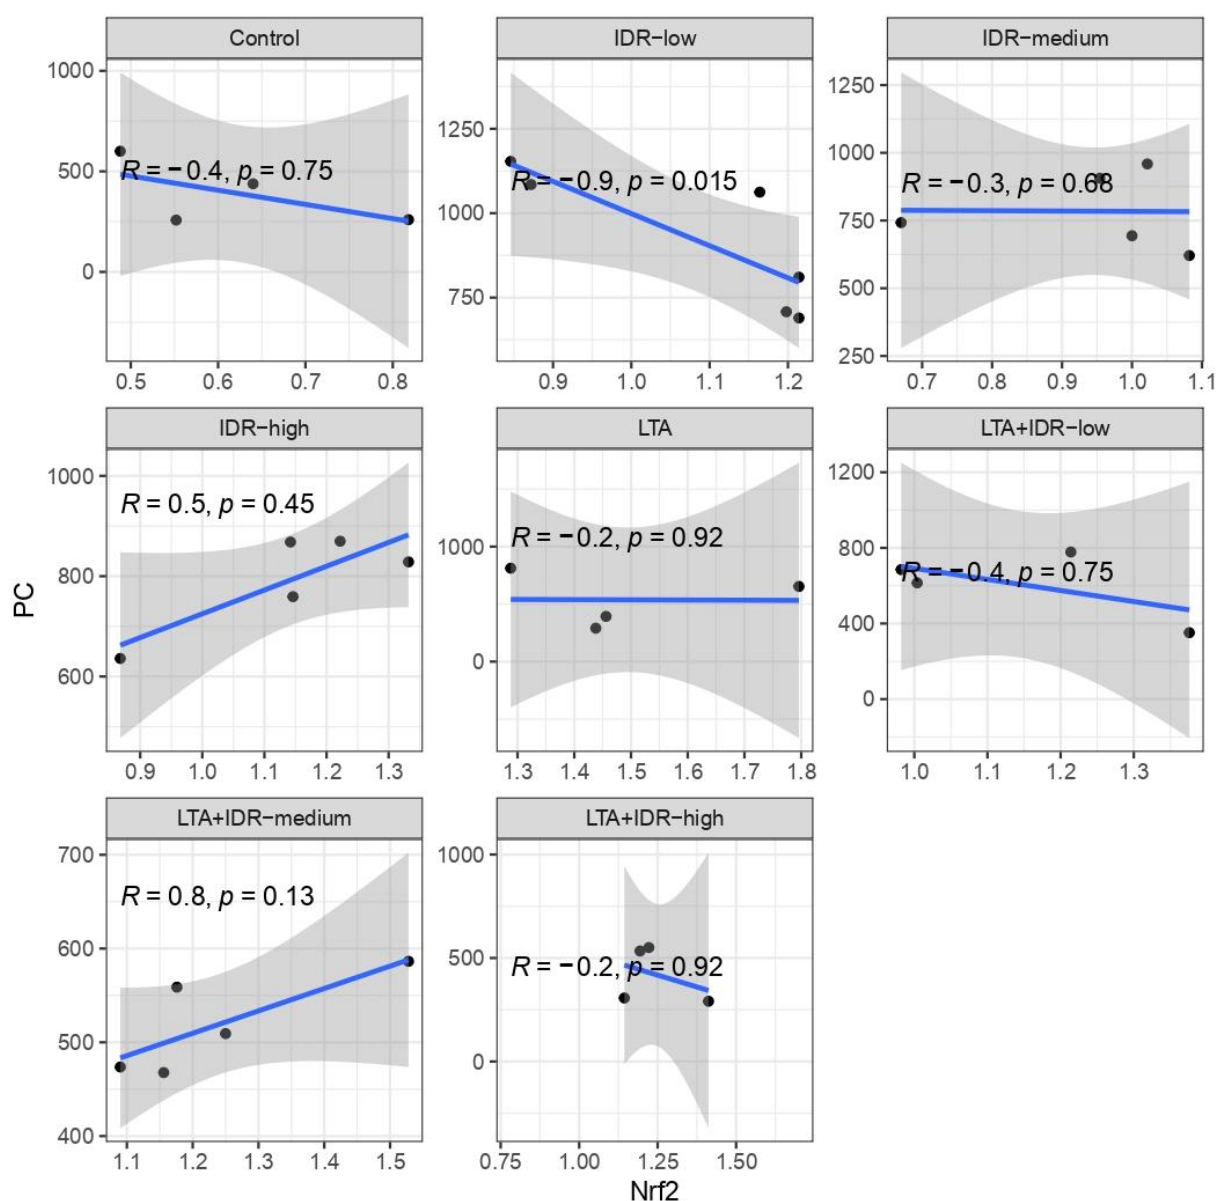 Control IDR−low IDR−medium
1000
500
0
R = −0.4, p = 0.75
0.5 0.6 0.7 0.8
1250
1000
750
R = −0.9, p = 0.015
0.9 1.0 1.1 1.2
1250
1000
750
500
250
R = −0.3, p = 0.68
0.7 0.8 0.9 1.0 1.1
IDR−high LTA LTA+IDR−low
PC
1000
800
600
R = 0.5, p = 0.45
0.9 1.0 1.1 1.2 1.3
1000
0
R = −0.2, p = 0.92
1.3 1.4 1.5 1.6 1.7 1.8
1200
800
400
0
R = −0.4, p = 0.75
1.0 1.1 1.2 1.3
LTA+IDR−medium LTA+IDR−high
700
600
500
400
R = 0.8, p = 0.13
1.1 1.2 1.3 1.4 1.5
1000
500
0
R = −0.2, p = 0.92
0.75 1.00 1.25 1.50
Nrf2